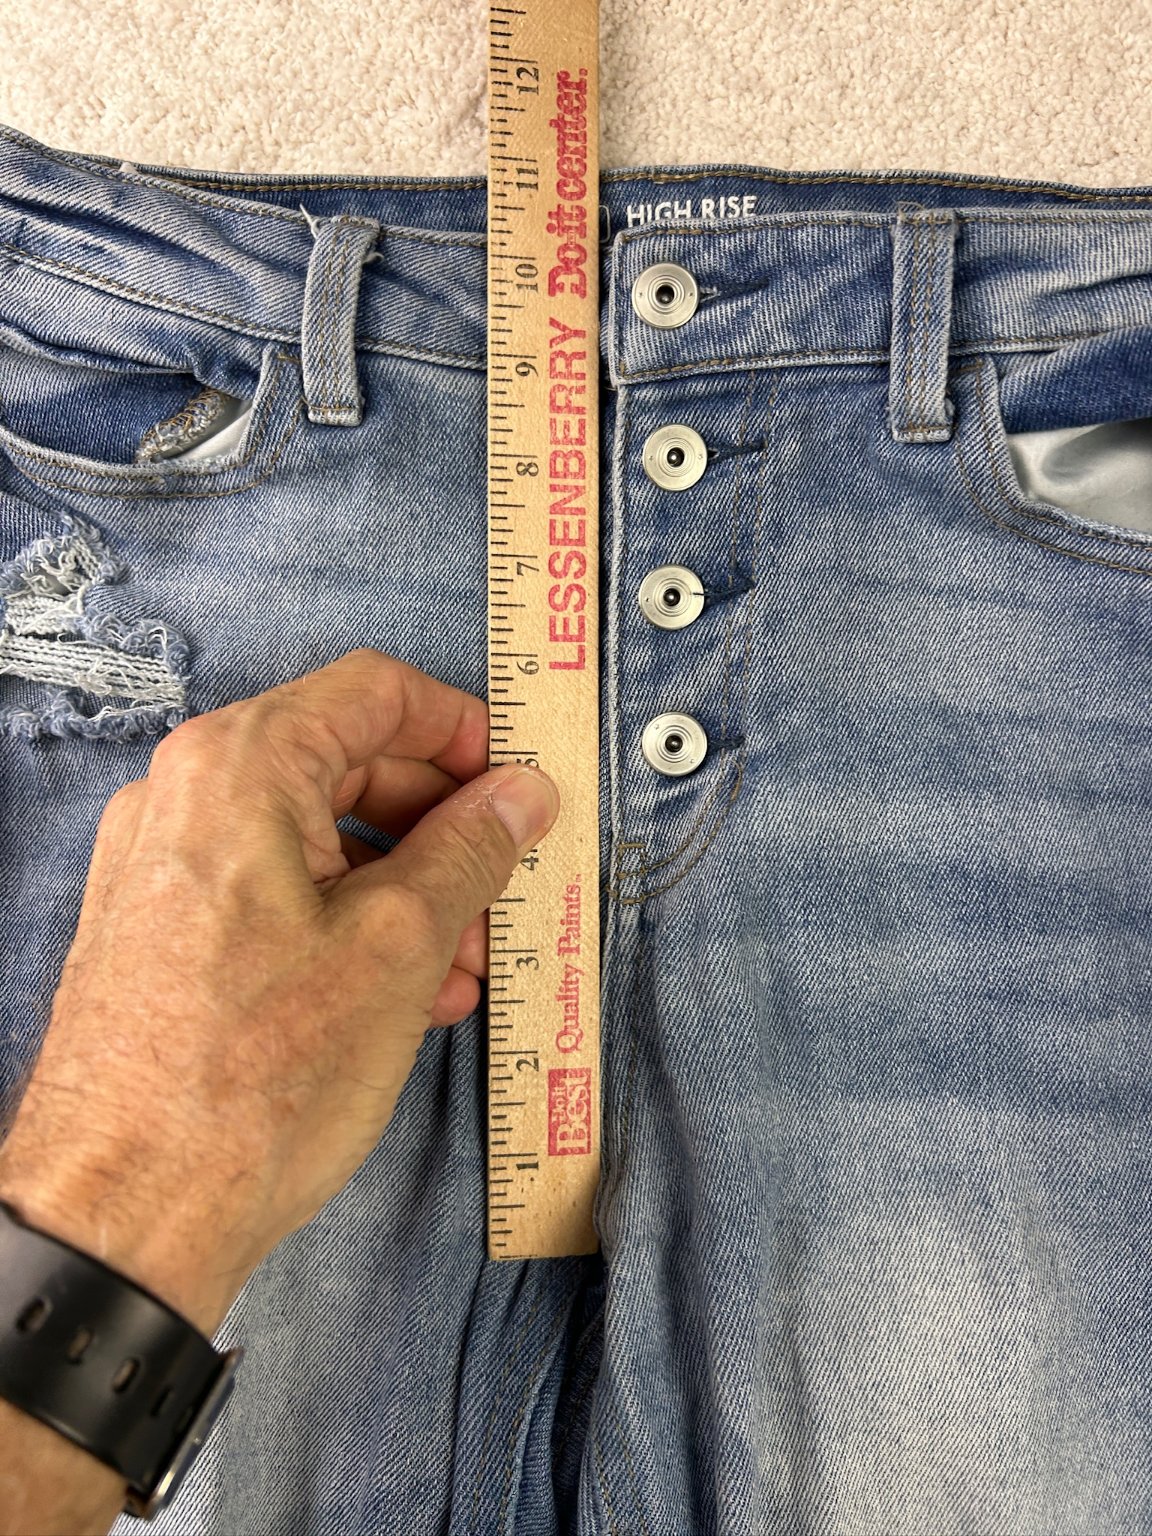 HIGH RISE
LESSENBERRY Do it center.
Do it Best Quality Paints™
1 2 3 4 5 6 7 8 9 10 11 12